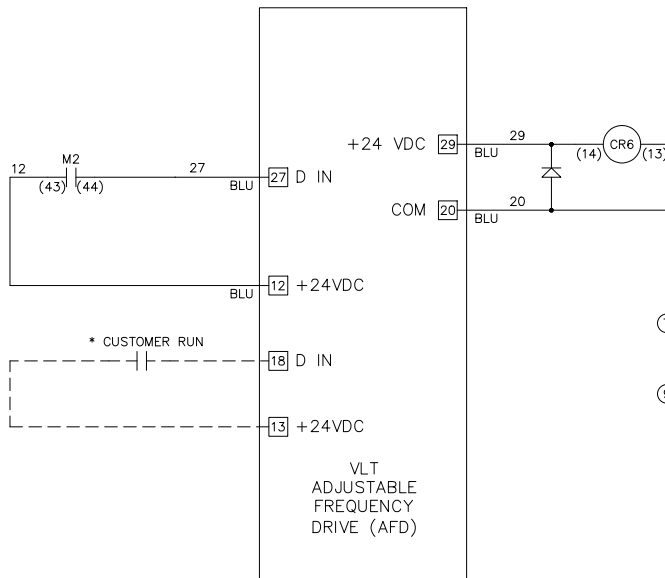 +24 VDC 29 29 BLU (14) CR6 (13)
12 M2 (43) (44) 27 BLU 27 D IN
COM 20 20 BLU
BLU 12 +24VDC
* CUSTOMER RUN
18 D IN
13 +24VDC
VLT
ADJUSTABLE
FREQUENCY
DRIVE (AFD)